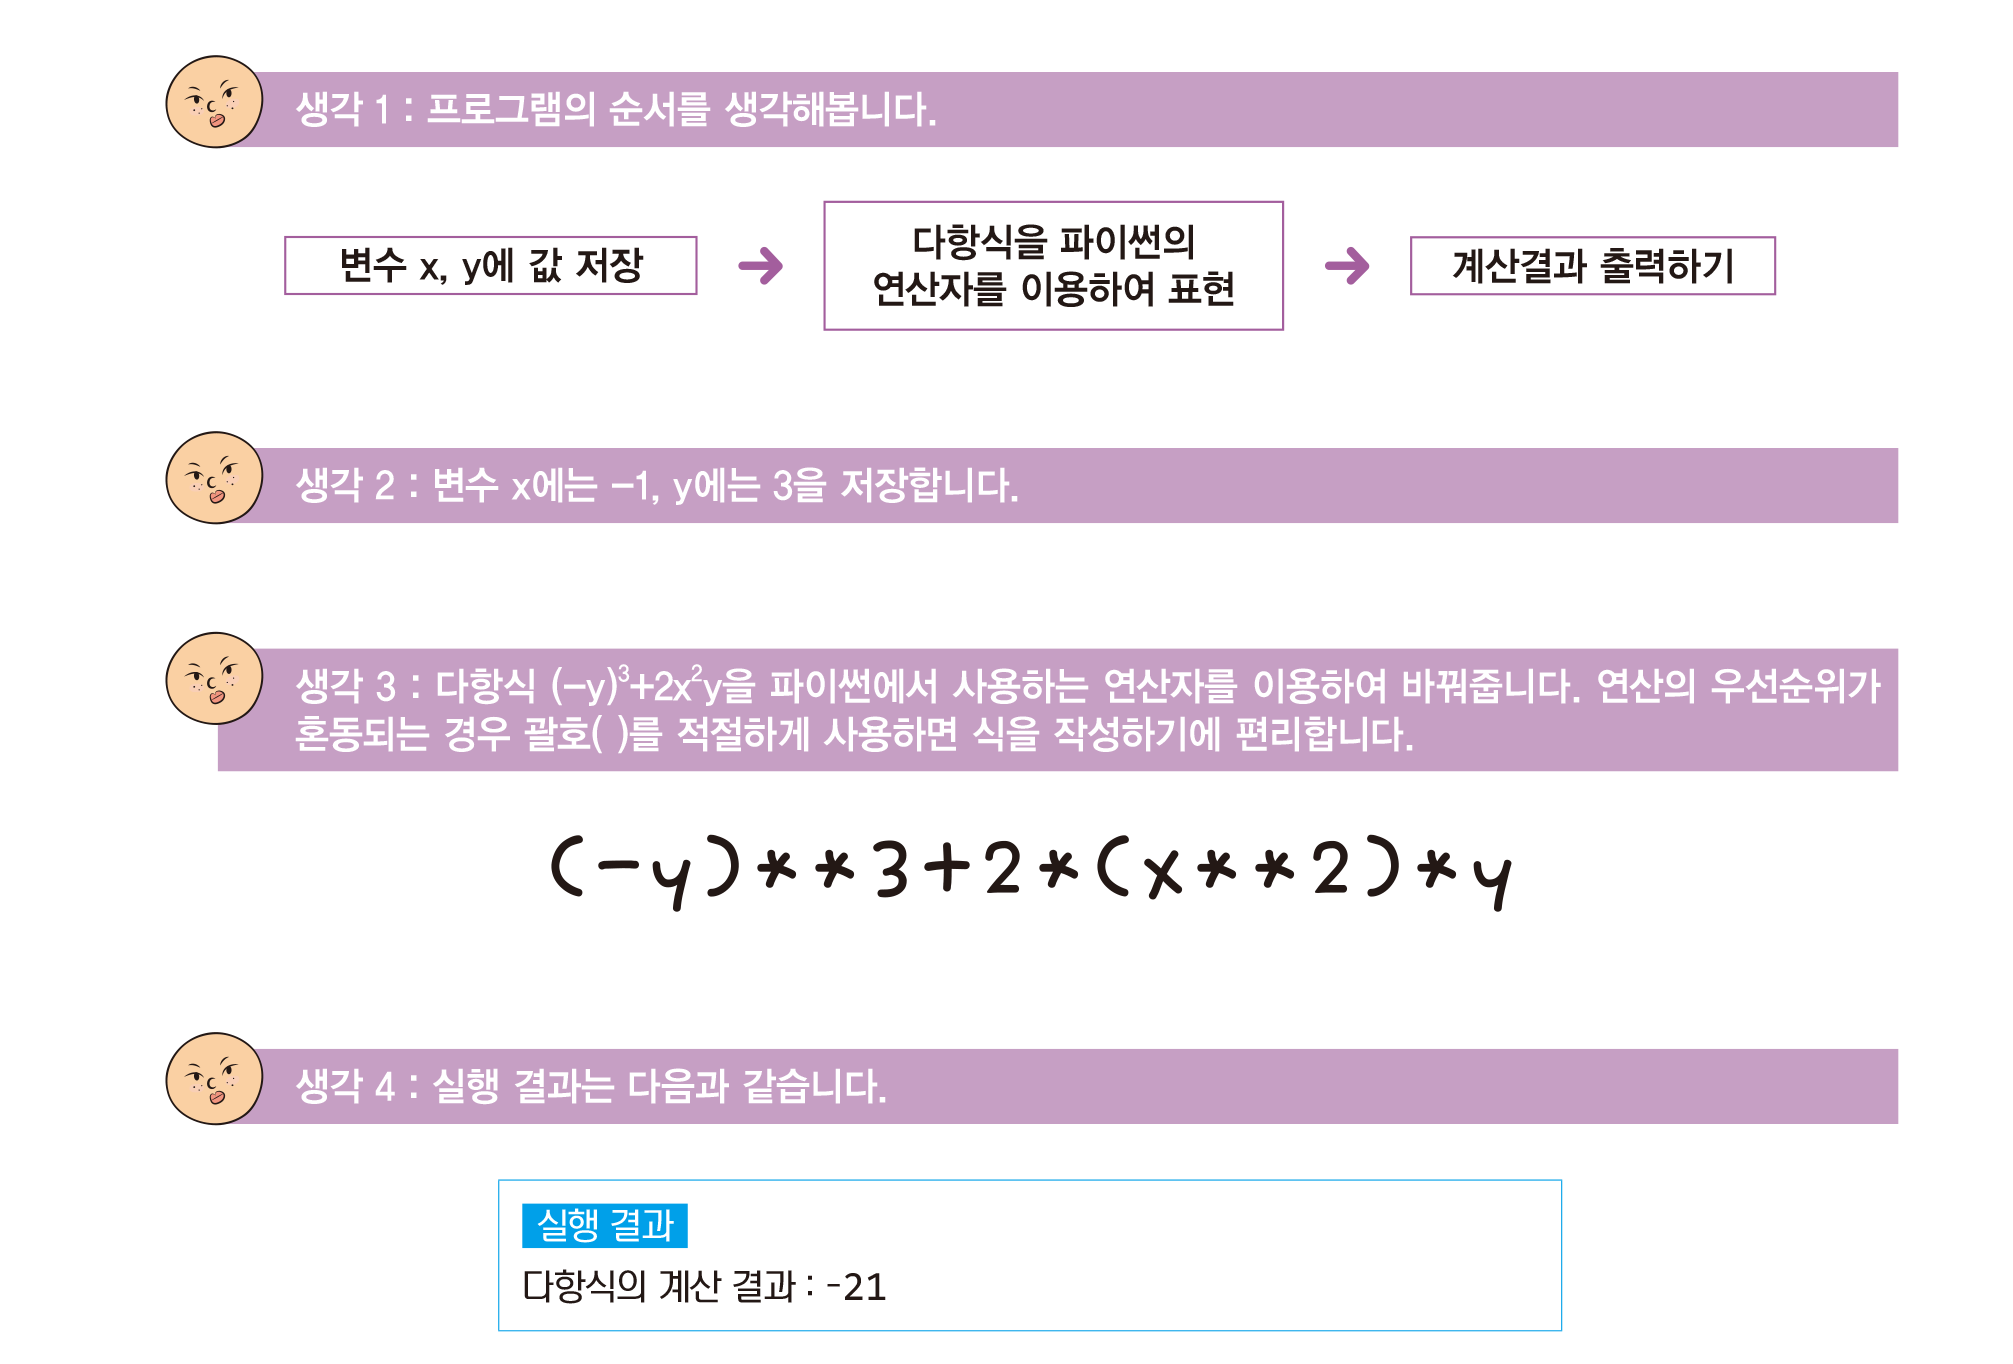 생각 1 : 프로그램의 순서를 생각해봅니다.
변수 x, y에 값 저장
다항식을 파이썬의
연산자를 이용하여 표현
계산결과 출력하기
생각 2 : 변수 x에는 -1, y에는 3을 저장합니다.
생각 3 : 다항식 (-y)³+2x²y을 파이썬에서 사용하는 연산자를 이용하여 바꿔줍니다. 연산의 우선순위가
혼동되는 경우 괄호( )를 적절하게 사용하면 식을 작성하기에 편리합니다.
(-y)**3+2*(x**2)*y
생각 4 : 실행 결과는 다음과 같습니다.
실행 결과
다항식의 계산 결과 : -21